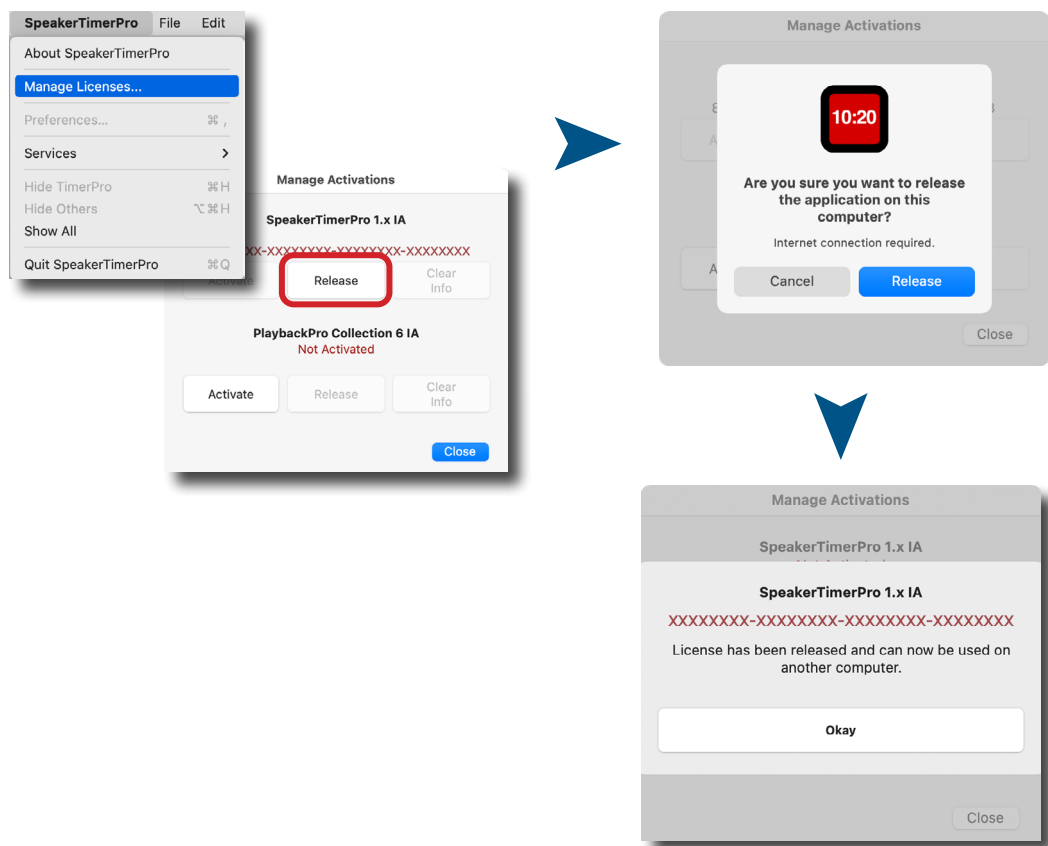 SpeakerTimerPro File Edit
About SpeakerTimerPro
Manage Licenses...
Preferences... ⌘ ,
Services >
Hide TimerPro ⌘H
Hide Others ⌥⌘H
Show All
Quit SpeakerTimerPro ⌘Q
Manage Activations
SpeakerTimerPro 1.x IA
XX-XXXXXXXX-XXXXXXXX-XXXXXXXX
Activate Release Clear
Info
PlaybackPro Collection 6 IA
Not Activated
Activate Release Clear
Info
Close
Manage Activations
10:20
Are you sure you want to release
the application on this
computer?
Internet connection required.
Cancel Release
Close
Manage Activations
SpeakerTimerPro 1.x IA
SpeakerTimerPro 1.x IA
XXXXXXXX-XXXXXXXX-XXXXXXXX-XXXXXXXX
License has been released and can now be used on
another computer.
Okay
Close